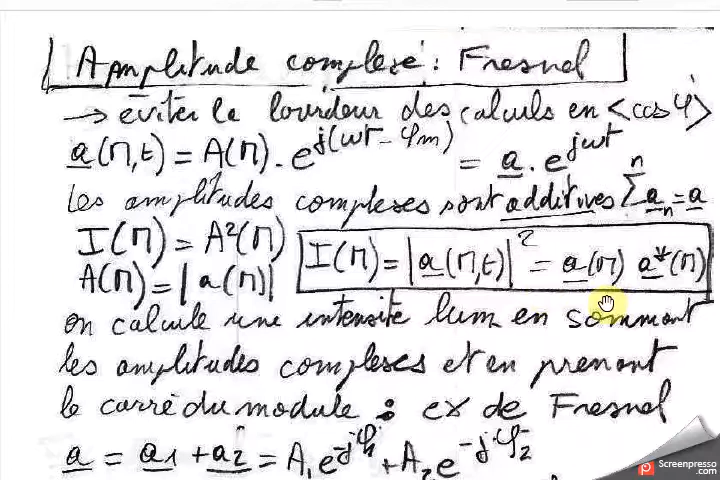 Amplitude complexe : Fresnel
→ éviter la lourdeur des calculs en <cos φ>
a(M,t) = A(M) . e^j(ωt - φm) = a . e^jωt
les amplitudes complexes sont additives Σ^n a_n = a
I(M) = A²(M)
A(M) = |a(M)|
I(M) = |a(M,t)|² = a(M) a*(M)
on calcule une intensité lum en sommant
les amplitudes complexes et en prenant
le carré du module : ex de Fresnel
a = a1 + a2 = A₁e^-jφ₁ + A₂e^-jφ₂
Screenpresso
.com